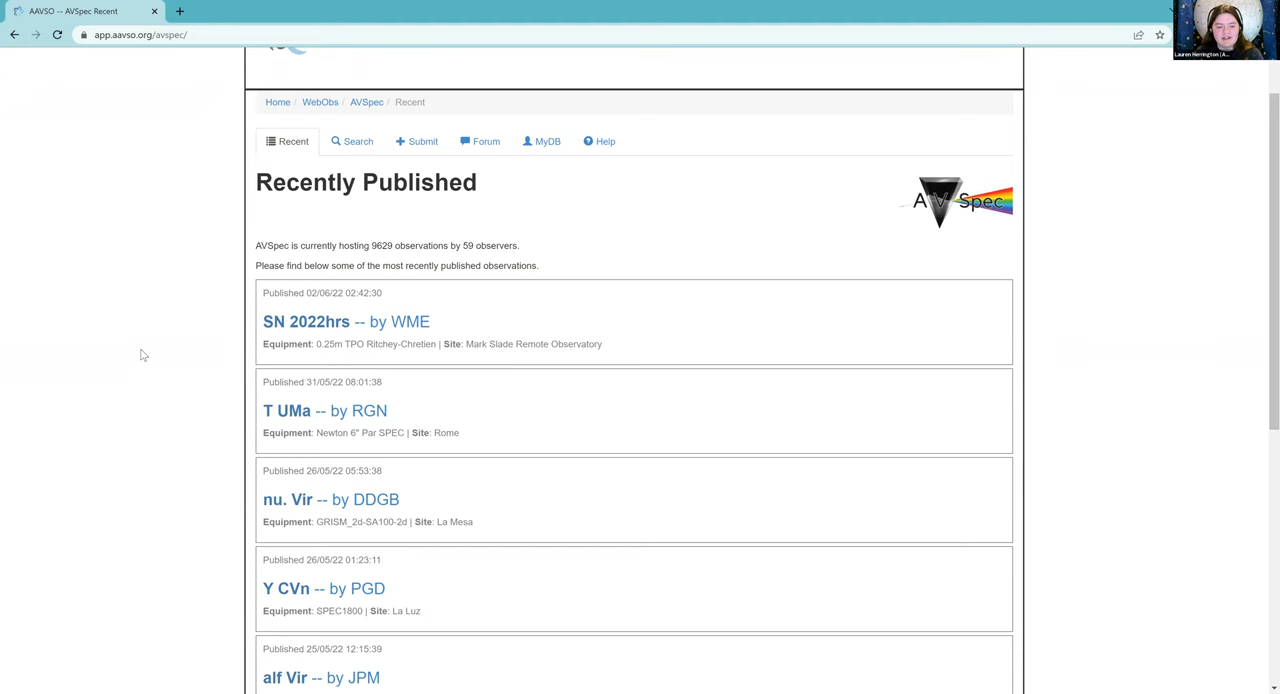 AAVSO -- AVSpec Recent
app.aavso.org/avspec/
Lauren Herrington (A...
Home / WebObs / AVSpec / Recent
Recent Search Submit Forum MyDB Help
Recently Published
AVSpec
AVSpec is currently hosting 9629 observations by 59 observers.
Please find below some of the most recently published observations.
Published 02/06/22 02:42:30
SN 2022hrs -- by WME
Equipment: 0.25m TPO Ritchey-Chretien | Site: Mark Slade Remote Observatory
Published 31/05/22 08:01:38
T UMa -- by RGN
Equipment: Newton 6" Par SPEC | Site: Rome
Published 26/05/22 05:53:38
nu. Vir -- by DDGB
Equipment: GRISM_2d-SA100-2d | Site: La Mesa
Published 26/05/22 01:23:11
Y CVn -- by PGD
Equipment: SPEC1800 | Site: La Luz
Published 25/05/22 12:15:39
alf Vir -- by JPM